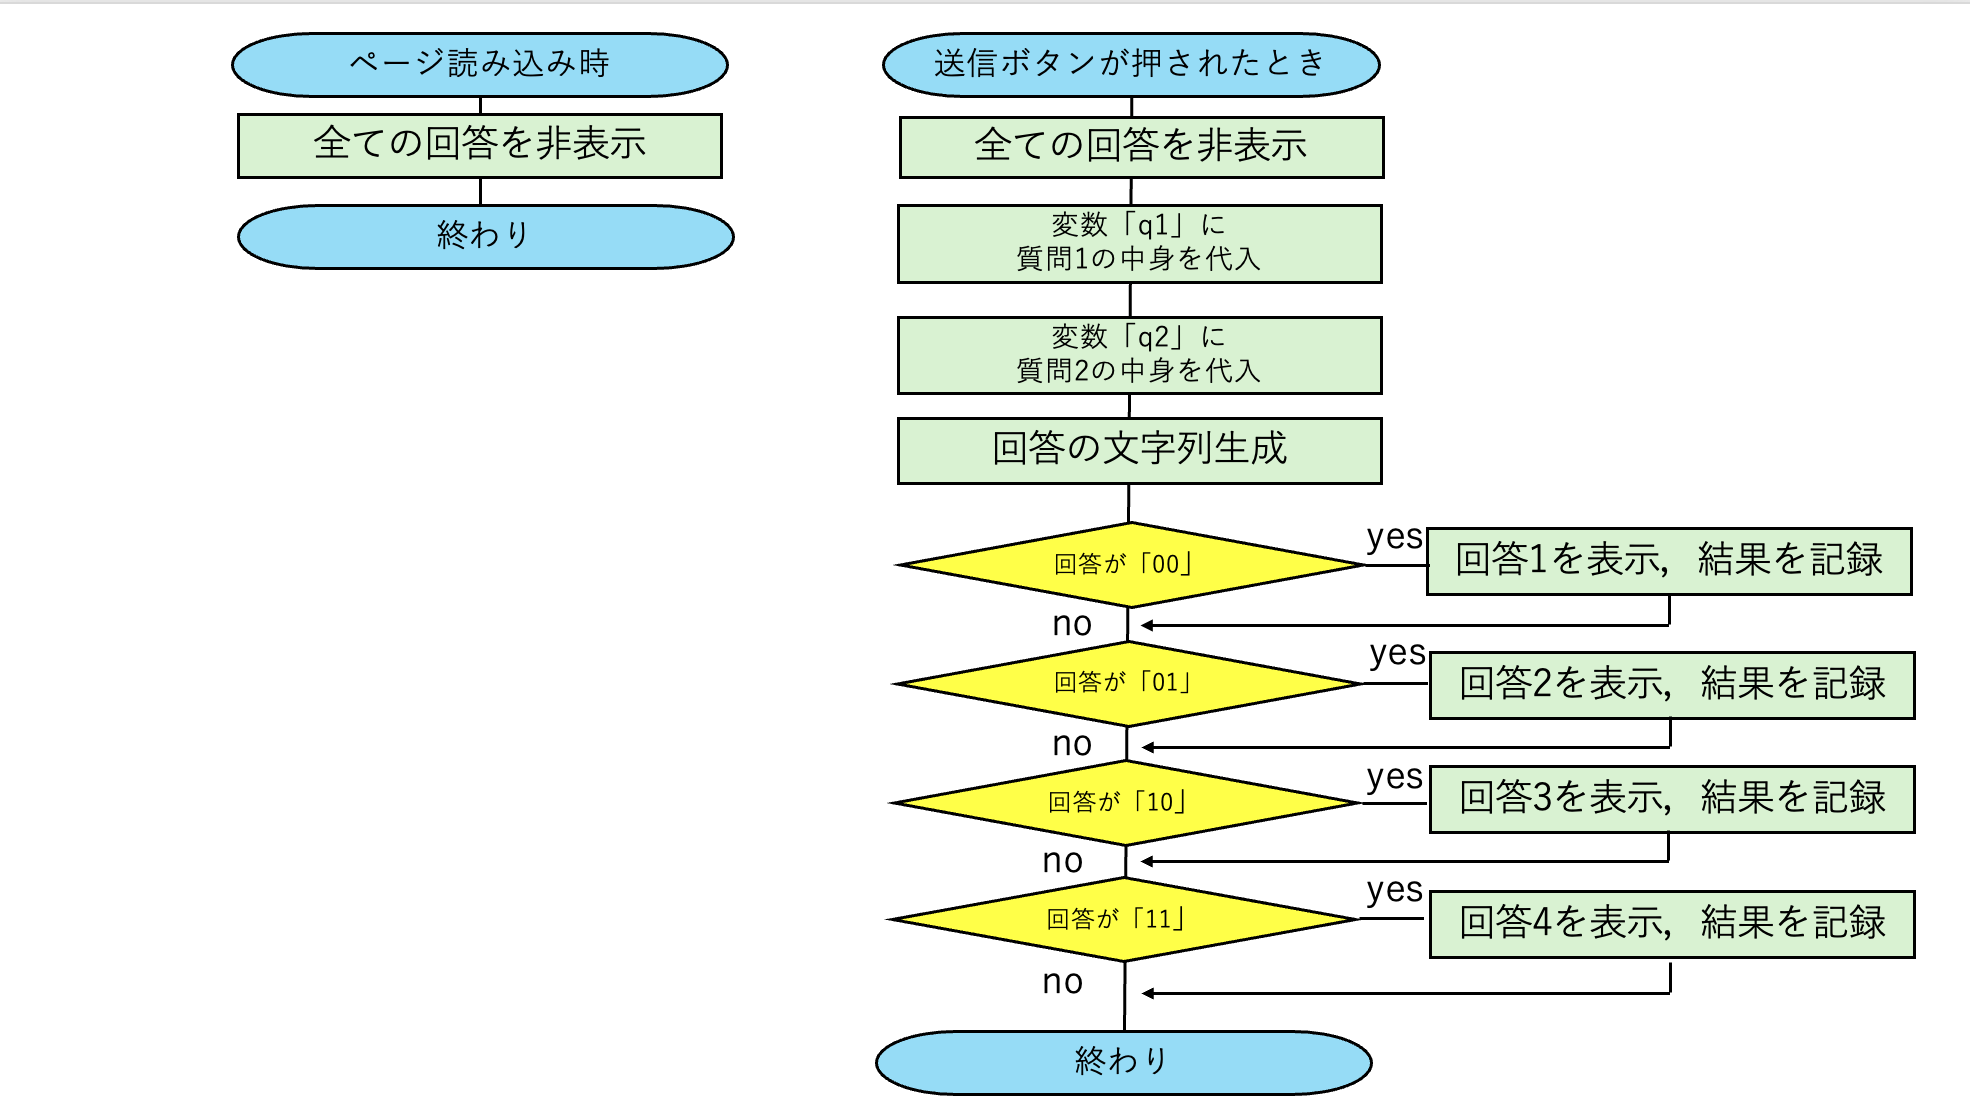 ページ読み込み時
全ての回答を非表示
終わり
送信ボタンが押されたとき
全ての回答を非表示
変数「q1」に
質問1の中身を代入
変数「q2」に
質問2の中身を代入
回答の文字列生成
回答が「00」
yes
回答1を表示，結果を記録
no
回答が「01」
yes
回答2を表示，結果を記録
no
回答が「10」
yes
回答3を表示，結果を記録
no
回答が「11」
yes
回答4を表示，結果を記録
no
終わり